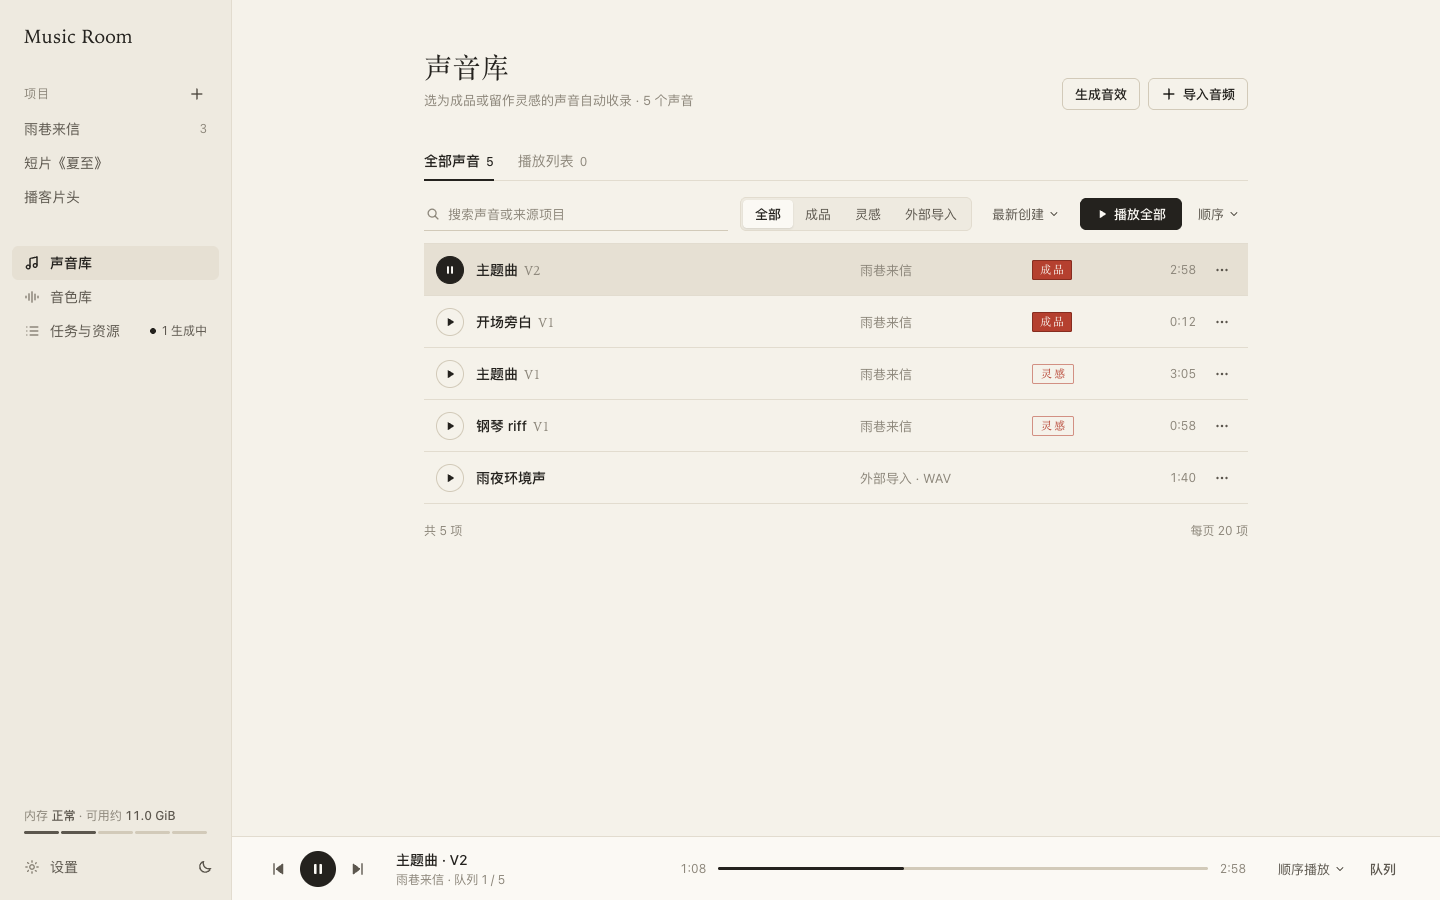 Music Room
项目
雨巷来信 3
短片《夏至》
播客片头
声音库
音色库
任务与资源 1 生成中
内存 正常 · 可用约 11.0 GiB
设置
声音库
选为成品或留作灵感的声音自动收录 · 5 个声音
生成音效 导入音频
全部声音 5 播放列表 0
搜索声音或来源项目 全部 成品 灵感 外部导入 最新创建 播放全部 顺序
主题曲 V2 雨巷来信 成品 2:58
开场旁白 V1 雨巷来信 成品 0:12
主题曲 V1 雨巷来信 灵感 3:05
钢琴 riff V1 雨巷来信 灵感 0:58
雨夜环境声 外部导入 · WAV 1:40
共 5 项 每页 20 项
主题曲 · V2
雨巷来信 · 队列 1 / 5
1:08 2:58 顺序播放 队列